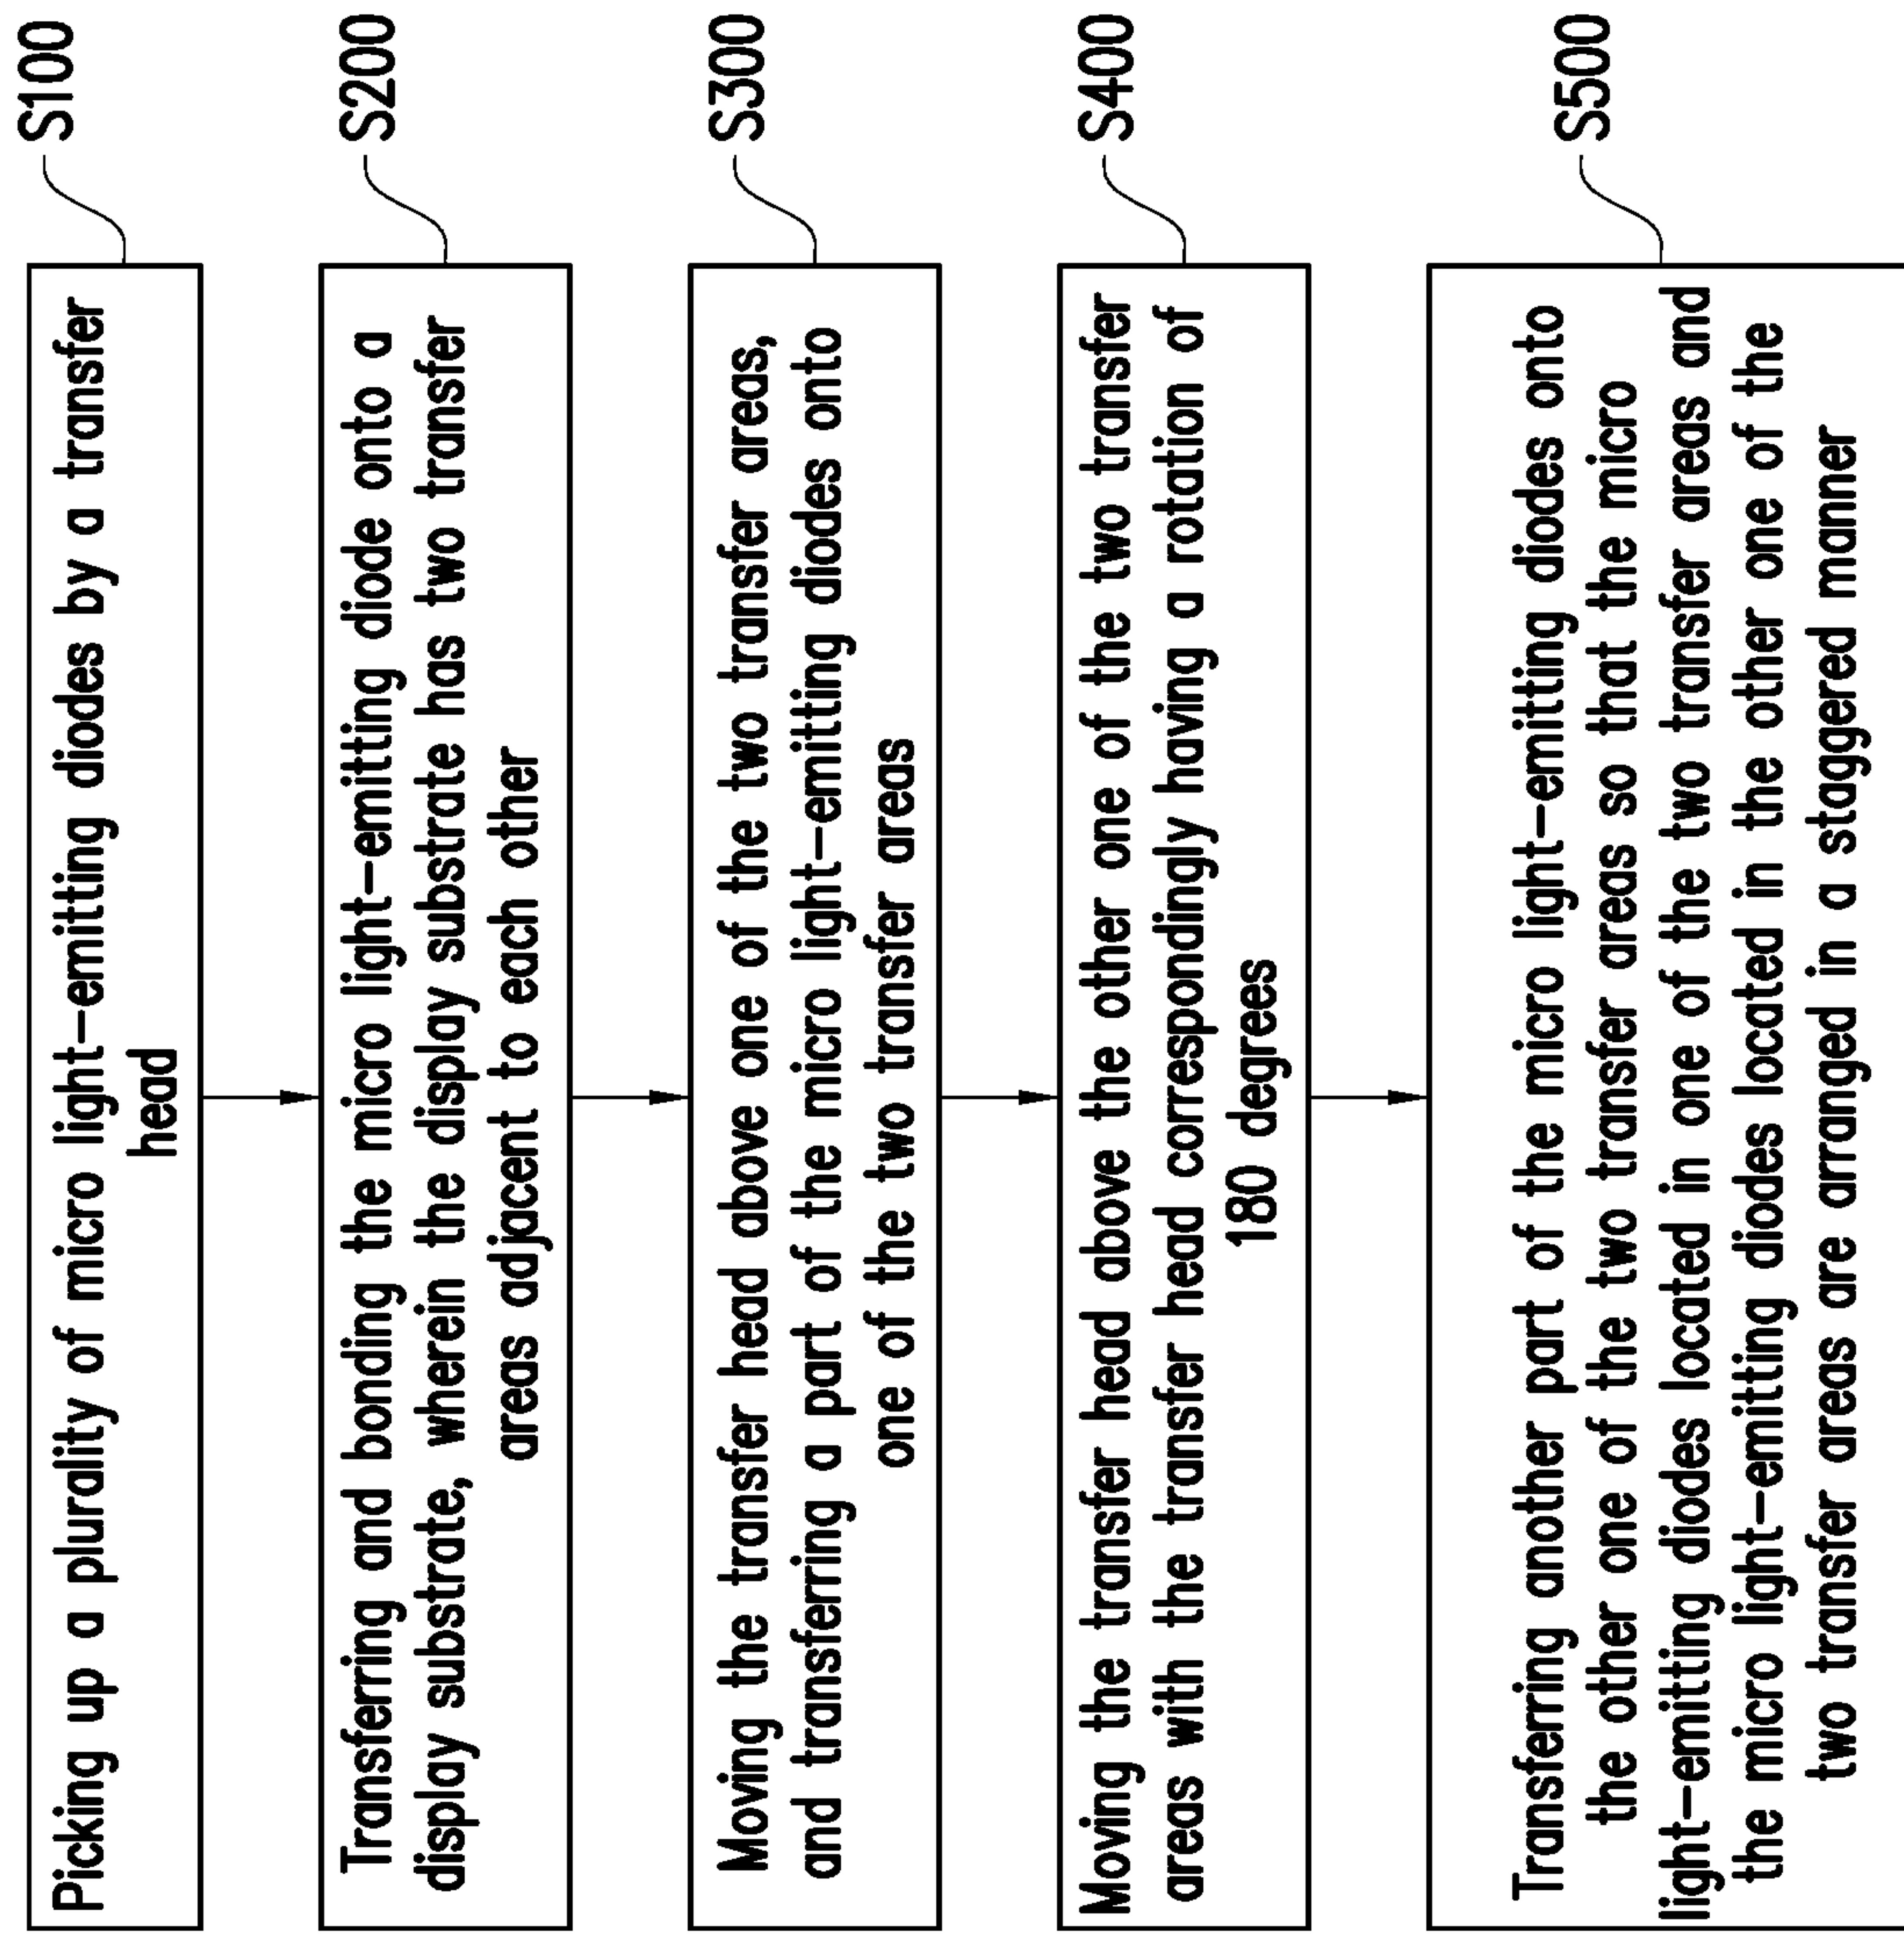 Picking up a plurality of micro light-emitting diodes by a transfer
head
S100
Transferring and bonding the micro light-emitting diode onto a
display substrate, wherein the display substrate has two transfer
areas adjacent to each other
S200
Moving the transfer head above one of the two transfer areas,
and transferring a part of the micro light-emitting diodes onto
one of the two transfer areas
S300
Moving the transfer head above the other one of the two transfer
areas with the transfer head correspondingly having a rotation of
180 degrees
S400
Transferring another part of the micro light-emitting diodes onto
the other one of the two transfer areas so that the micro
light-emitting diodes located in one of the two transfer areas and
the micro light-emitting diodes located in the other one of the
two transfer areas are arranged in a staggered manner
S500